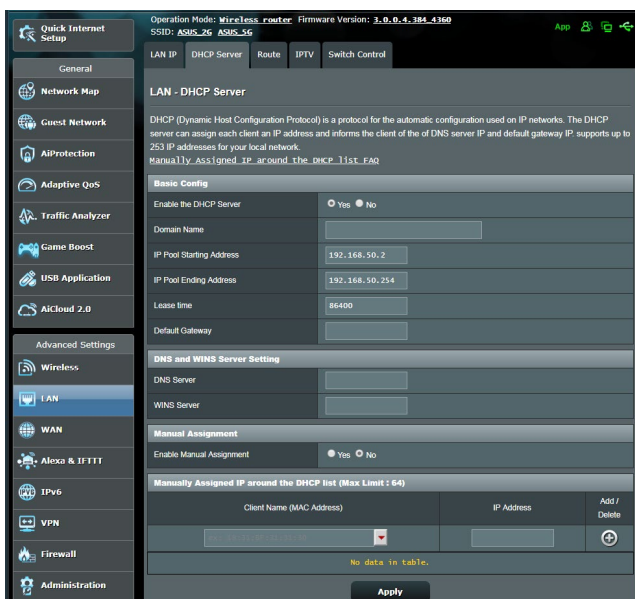 Quick Internet
Setup
General
Network Map
Guest Network
AiProtection
Adaptive QoS
Traffic Analyzer
Game Boost
USB Application
AiCloud 2.0
Advanced Settings
Wireless
LAN
WAN
Alexa & IFTTT
IPv6
VPN
Firewall
Administration
Operation Mode: Wireless router Firmware Version: 3.0.0.4.384_4360
SSID: ASUS_2G ASUS_5G
App
LAN IP DHCP Server Route IPTV Switch Control
LAN - DHCP Server
DHCP (Dynamic Host Configuration Protocol) is a protocol for the automatic configuration used on IP networks. The DHCP
server can assign each client an IP address and informs the client of the of DNS server IP and default gateway IP. supports up to
253 IP addresses for your local network.
Manually Assigned IP around the DHCP list FAQ
Basic Config
Enable the DHCP Server Yes No
Domain Name
IP Pool Starting Address 192.168.50.2
IP Pool Ending Address 192.168.50.254
Lease time 86400
Default Gateway
DNS and WINS Server Setting
DNS Server
WINS Server
Manual Assignment
Enable Manual Assignment Yes No
Manually Assigned IP around the DHCP list (Max Limit : 64)
Client Name (MAC Address) IP Address Add /
Delete
No data in table.
Apply